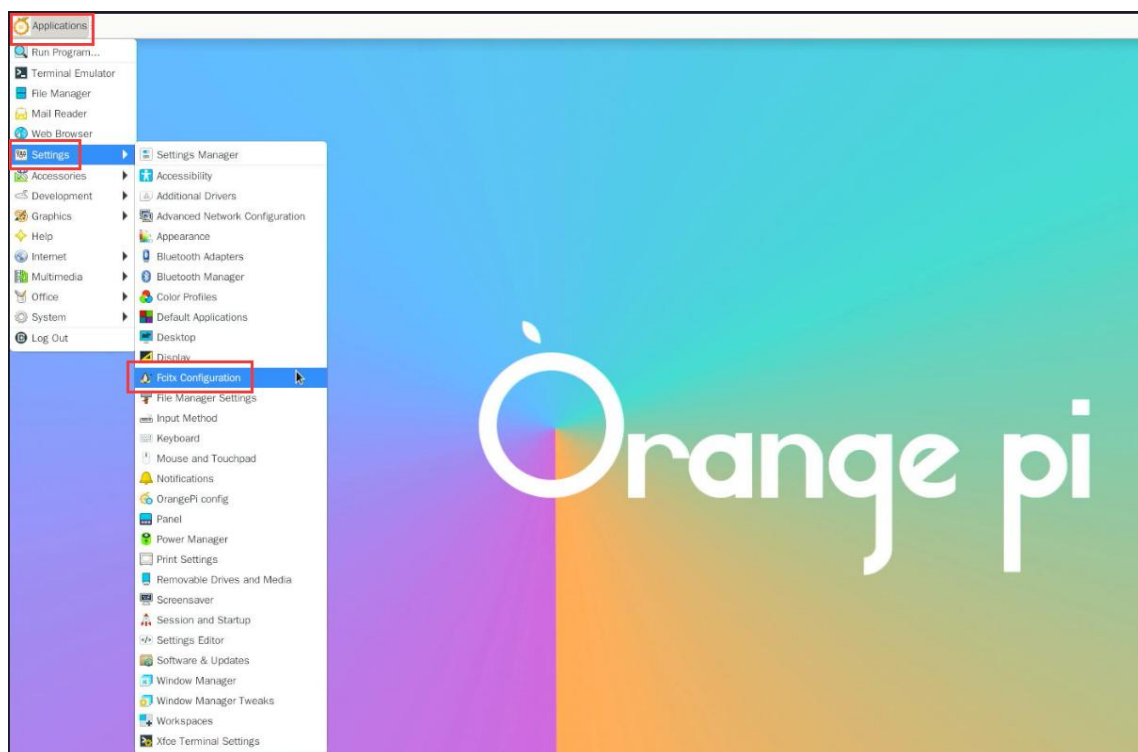 Applications
Run Program...
Terminal Emulator
File Manager
Mail Reader
Web Browser
Settings
Accessories
Development
Graphics
Help
Internet
Multimedia
Office
System
Log Out
Settings Manager
Accessibility
Additional Drivers
Advanced Network Configuration
Appearance
Bluetooth Adapters
Bluetooth Manager
Color Profiles
Default Applications
Desktop
Display
Fcitx Configuration
File Manager Settings
Input Method
Keyboard
Mouse and Touchpad
Notifications
OrangePi config
Panel
Power Manager
Print Settings
Removable Drives and Media
Screensaver
Session and Startup
Settings Editor
Software & Updates
Window Manager
Window Manager Tweaks
Workspaces
Xfce Terminal Settings
Orange pi